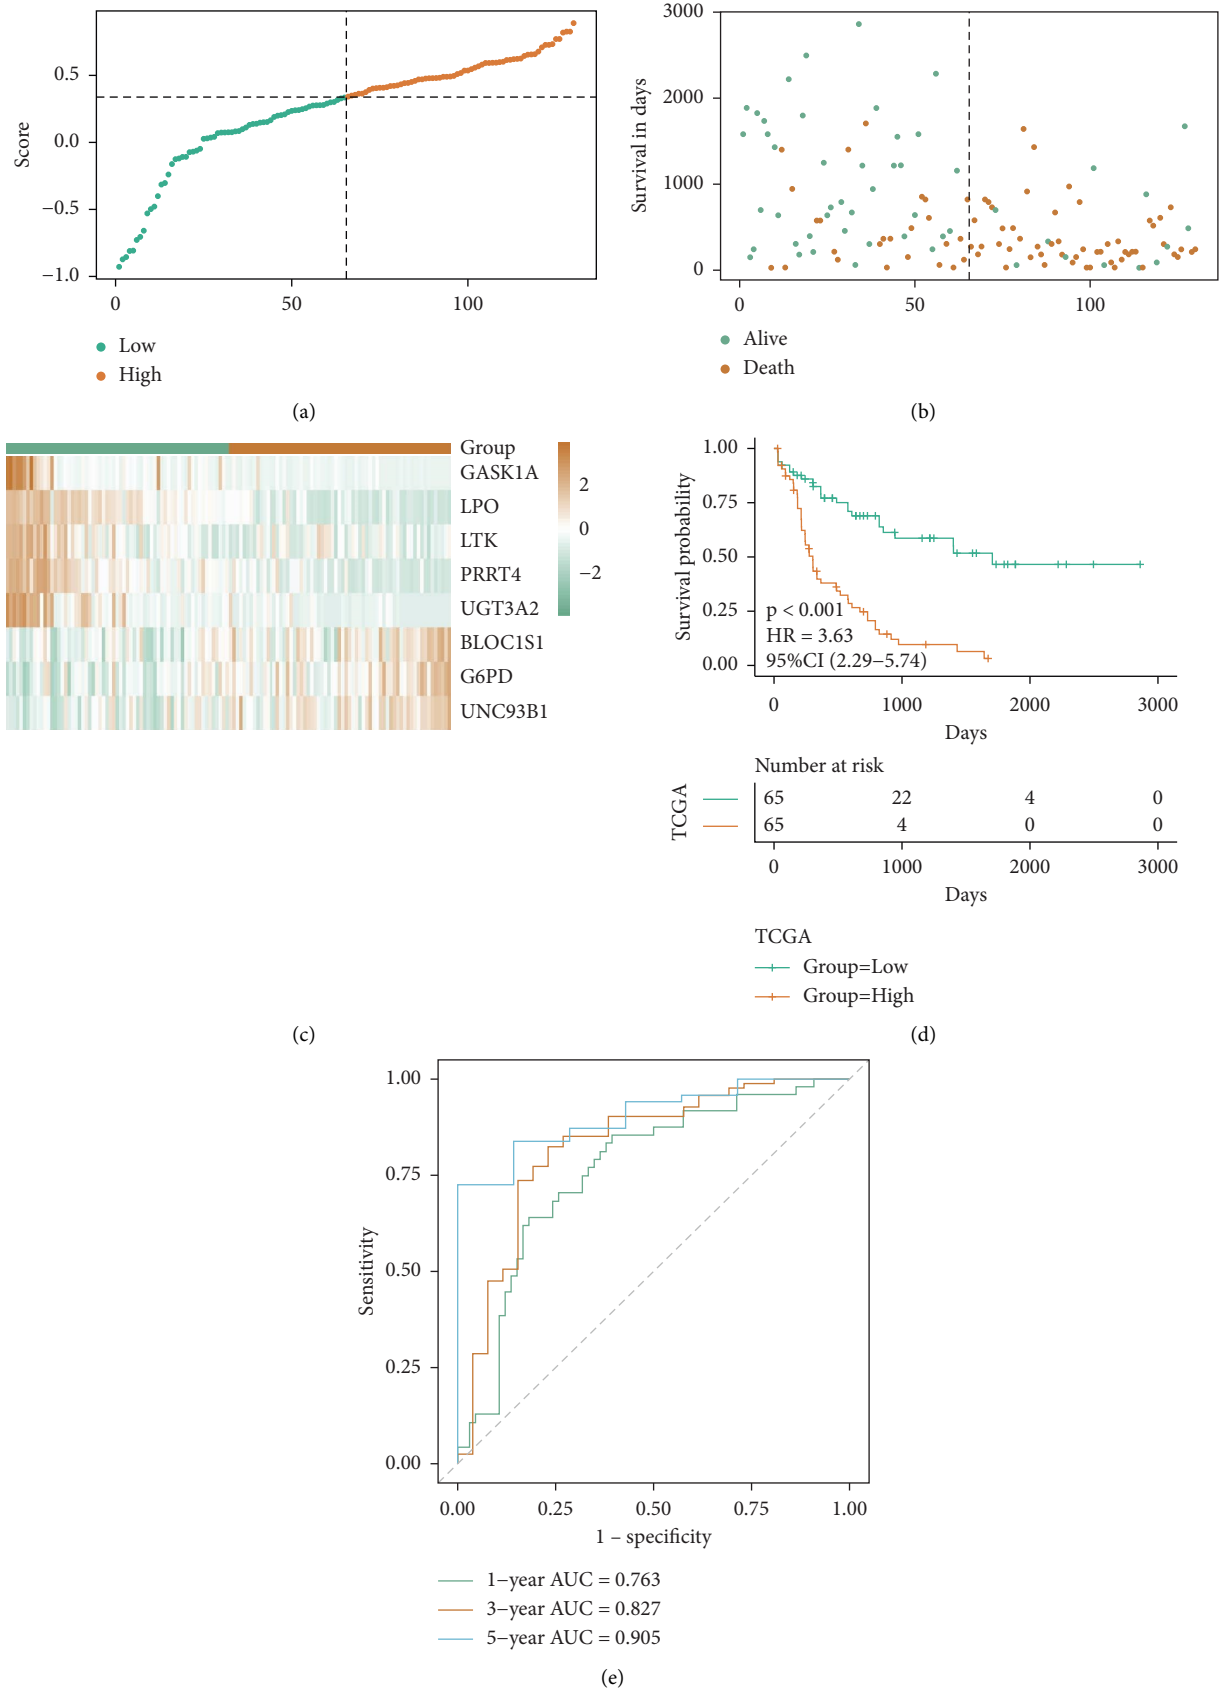 0.5
0.0
−0.5
−1.0
Score
0
50
100
Low
High
(a)
3000
2000
1000
0
Survival in days
0
50
100
Alive
Death
(b)
Group
GASK1A
LPO
LTK
PRRT4
UGT3A2
BLOC1S1
G6PD
UNC93B1
2
0
−2
(c)
1.00
0.75
0.50
0.25
0.00
Survival probability
p < 0.001
HR = 3.63
95%CI (2.29−5.74)
0
1000
2000
3000
Days
Number at risk
TCGA
65 22 4 0
65 4 0 0
0
1000
2000
3000
Days
TCGA
Group=Low
Group=High
(d)
1.00
0.75
0.50
0.25
0.00
Sensitivity
0.00
0.25
0.50
0.75
1.00
1 – specificity
1−year AUC = 0.763
3−year AUC = 0.827
5−year AUC = 0.905
(e)